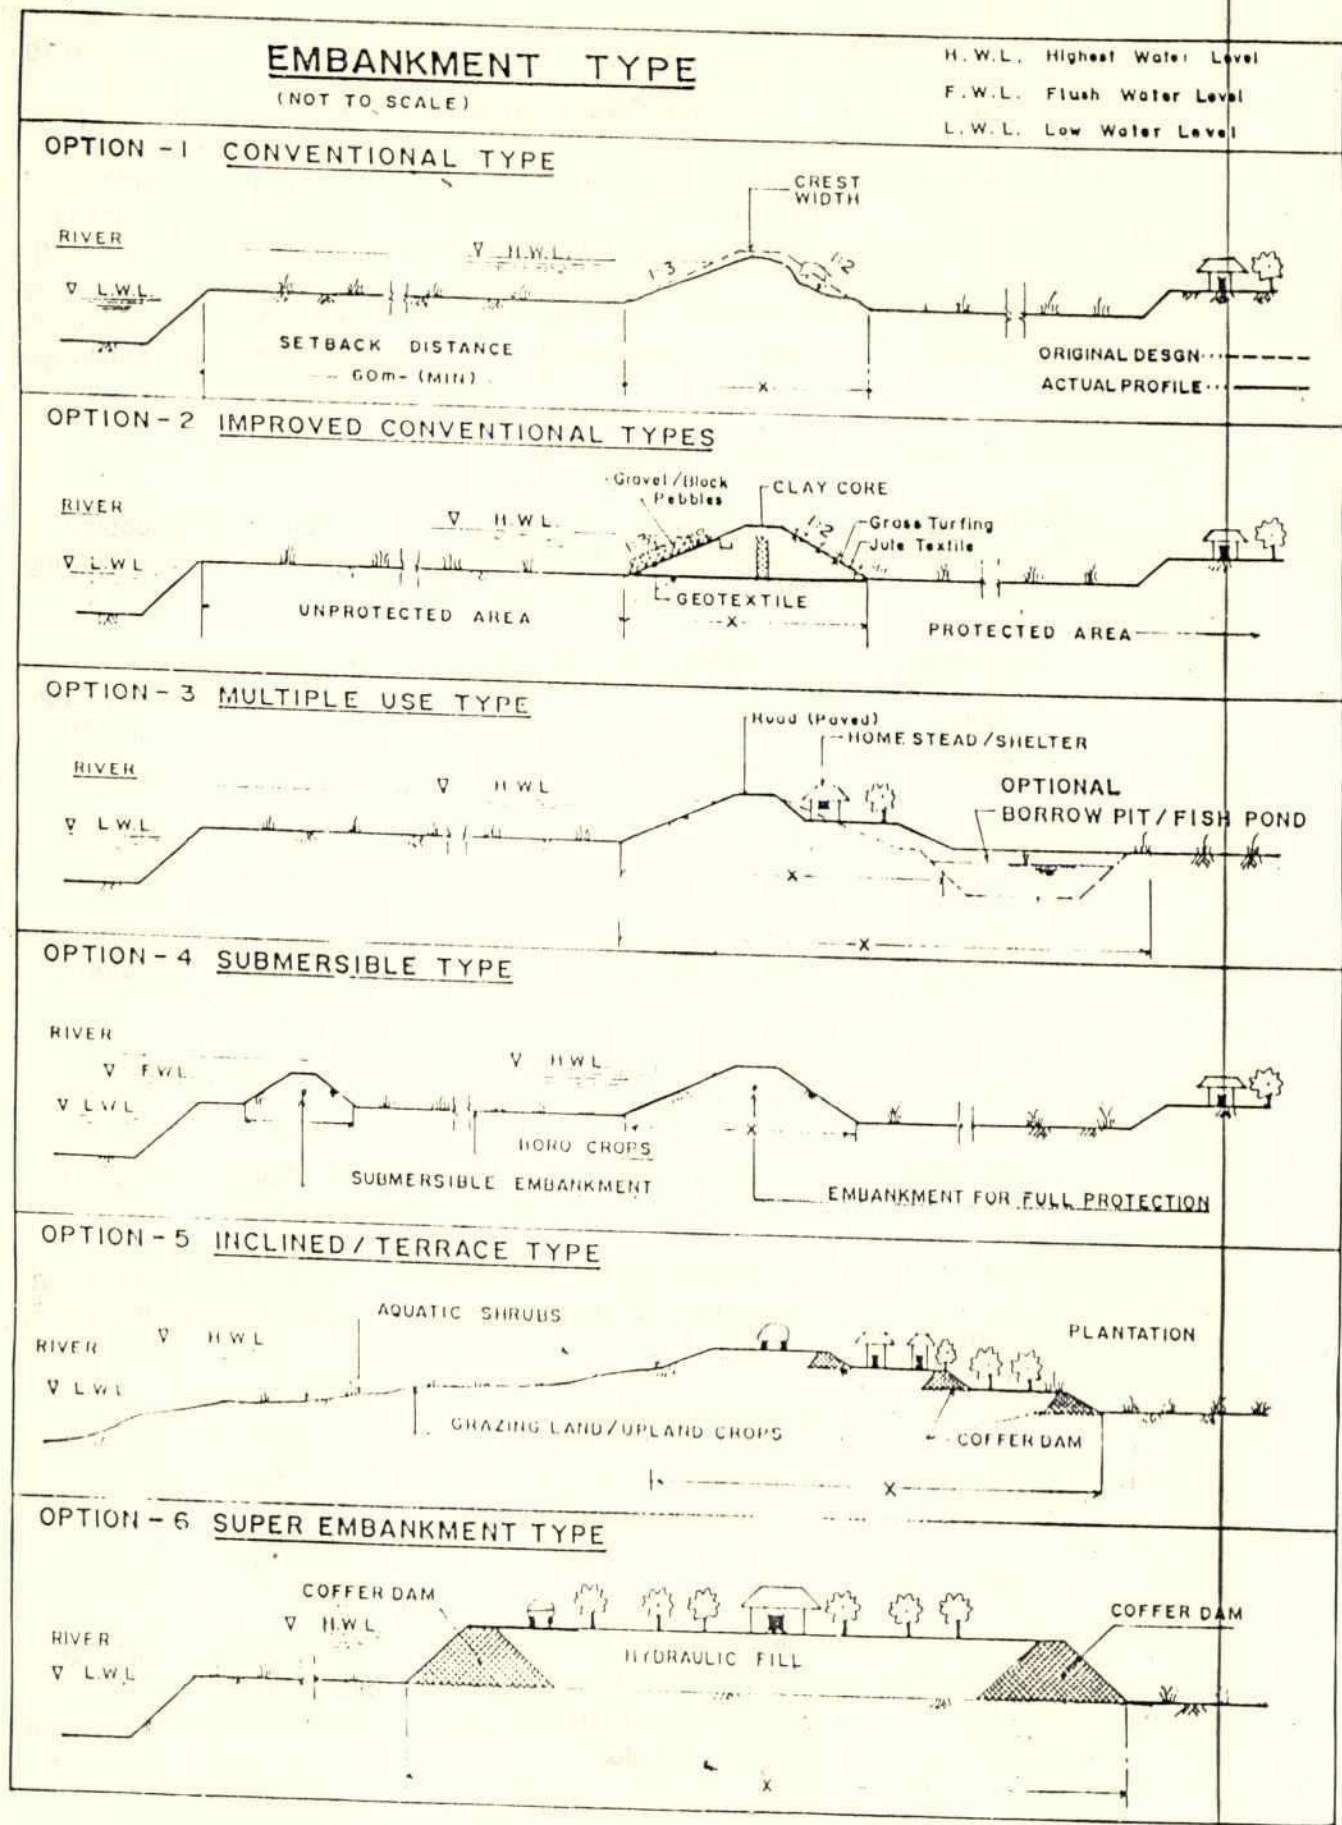 EMBANKMENT TYPE
(NOT TO SCALE)
H.W.L. Highest Water Level
F.W.L. Flush Water Level
L.W.L. Low Water Level
OPTION -1 CONVENTIONAL TYPE
CREST
WIDTH
RIVER
H.W.L.
1:3
1:2
L.W.L.
SETBACK DISTANCE
60m- (MIN)
X
ORIGINAL DESGN
ACTUAL PROFILE
OPTION-2 IMPROVED CONVENTIONAL TYPES
Gravel/Block
Pebbles
CLAY CORE
RIVER
H.W.L.
1:3
1:2
Grass Turfing
Jute Textile
L.W.L
GEOTEXTILE
UNPROTECTED AREA
X
PROTECTED AREA
OPTION-3 MULTIPLE USE TYPE
Road (Paved)
HOMESTEAD/SHELTER
RIVER
H.W.L
OPTIONAL
BORROW PIT/FISH POND
L.W.L.
X
X
OPTION-4 SUBMERSIBLE TYPE
RIVER
F.W.L.
H.W.L.
L.W.L.
X
BORO CROPS
SUBMERSIBLE EMBANKMENT
EMBANKMENT FOR FULL PROTECTION
OPTION-5 INCLINED/TERRACE TYPE
AQUATIC SHRUBS
PLANTATION
RIVER
H.W.L
L.W.L
GRAZING LAND/UPLAND CROPS
COFFER DAM
X
OPTION-6 SUPER EMBANKMENT TYPE
COFFER DAM
COFFER DAM
H.W.L
RIVER
HYDRAULIC FILL
L.W.L
X